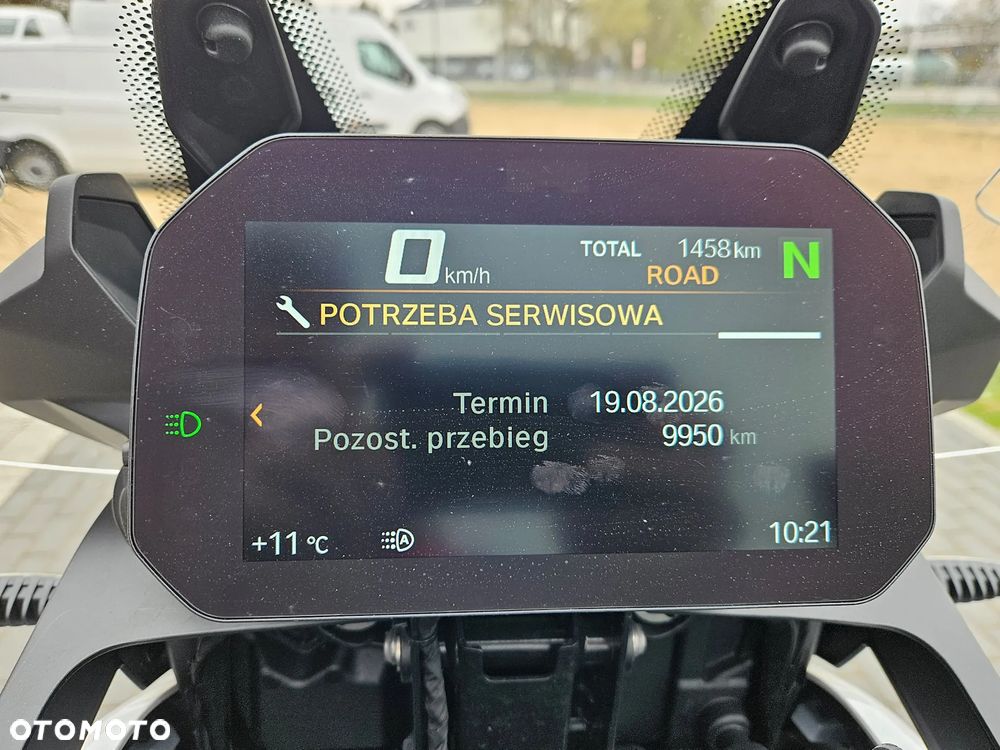 0 km/h TOTAL 1458 km N
ROAD
POTRZEBA SERWISOWA
Termin 19.08.2026
Pozost. przebieg 9950 km
+11 °C A 10:21
OTOMOTO